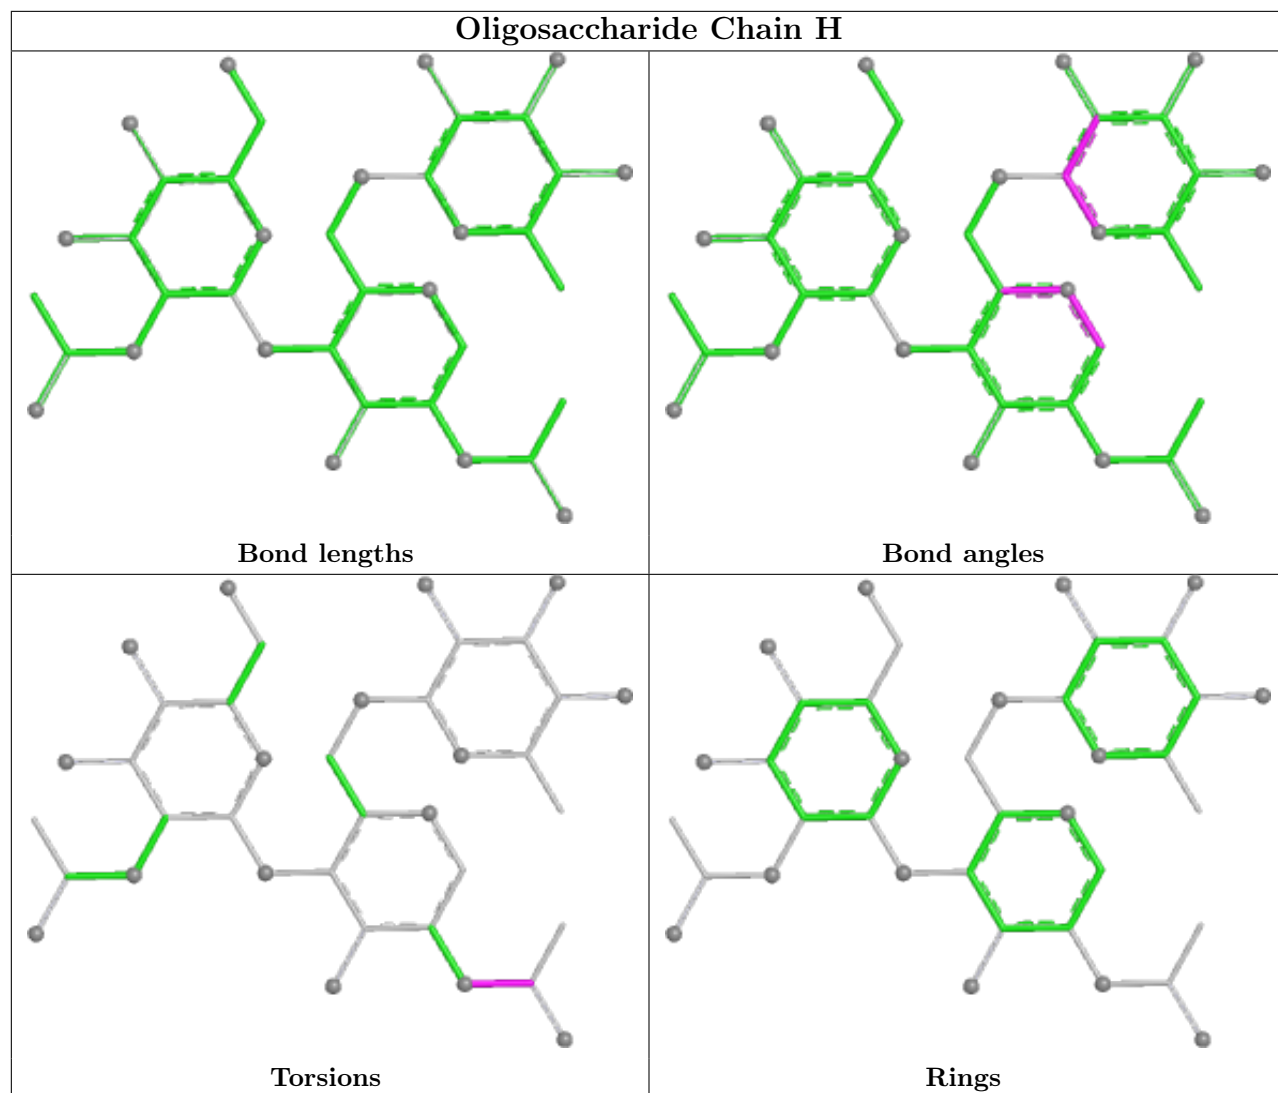 Oligosaccharide Chain H
Bond lengths
Bond angles
Torsions
Rings